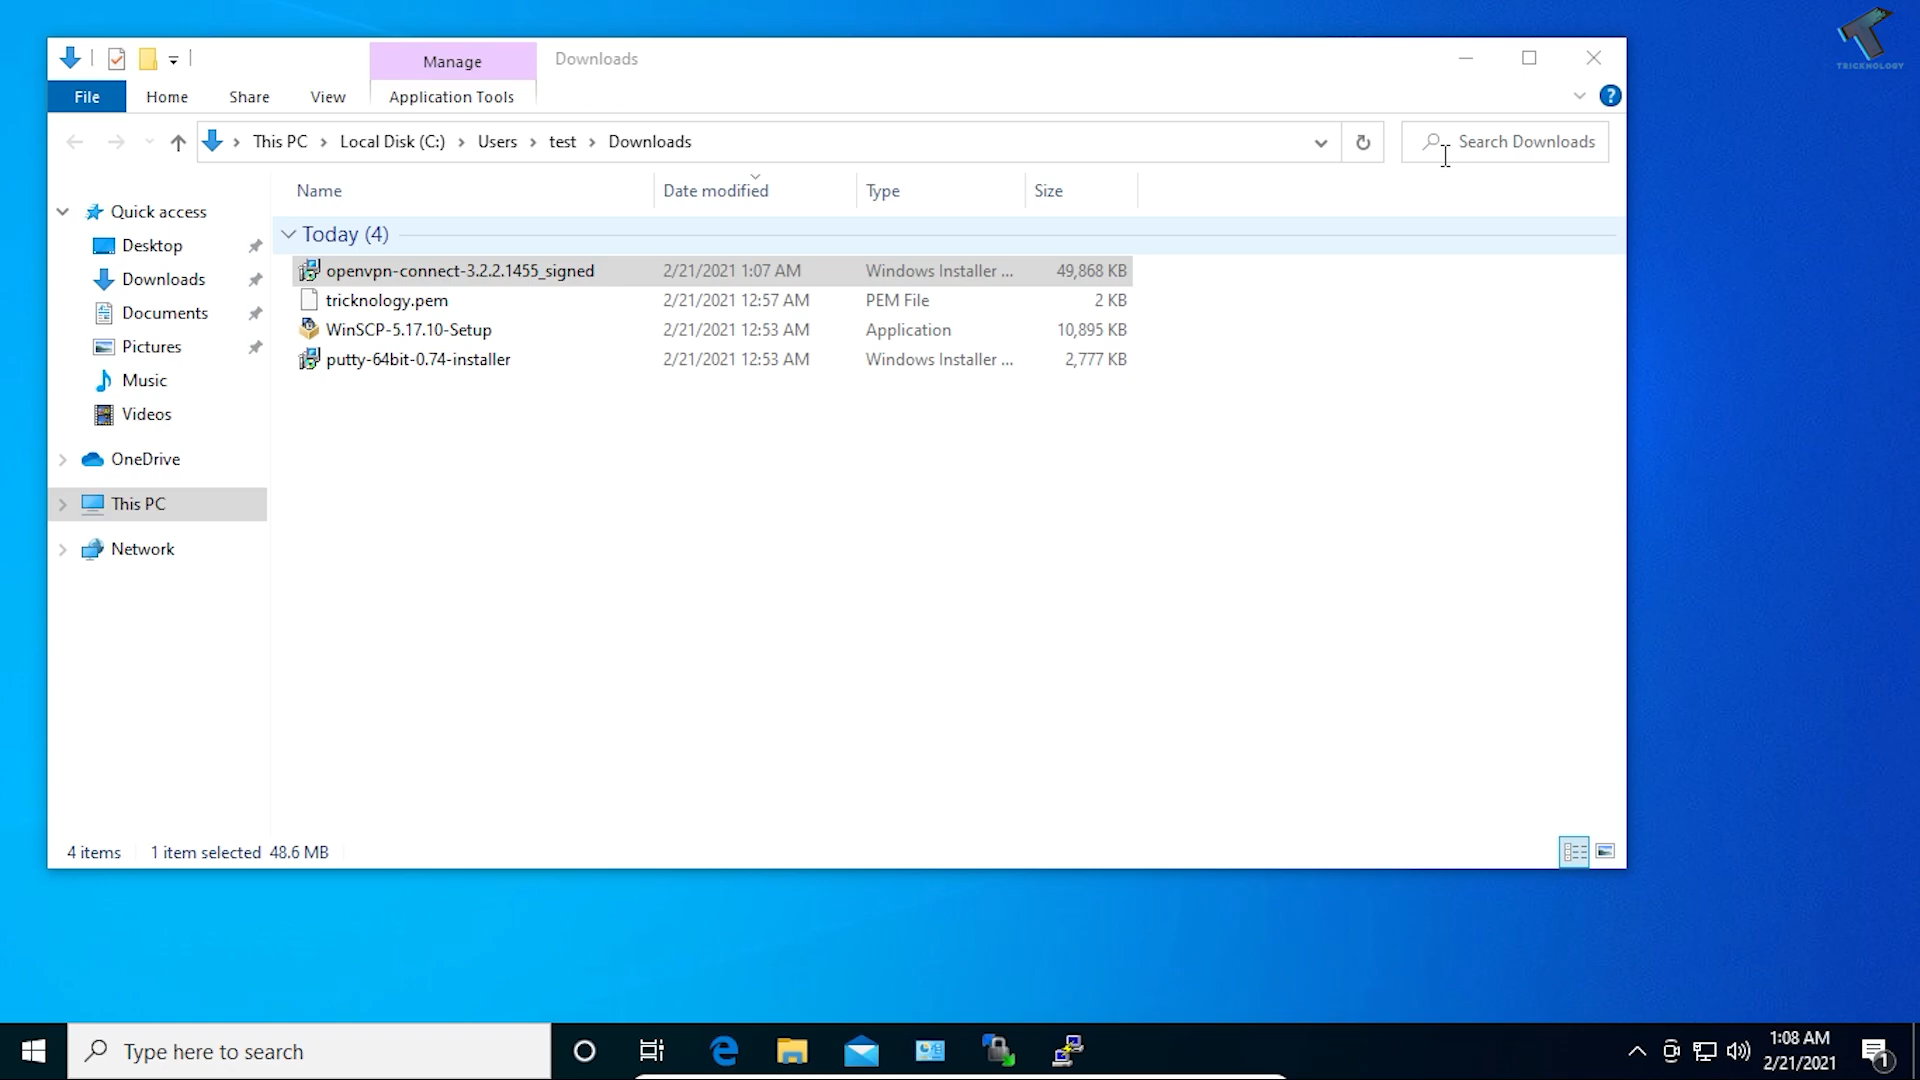 Manage
Downloads
TRICKNOLOGY
File
Home
Share
View
Application Tools
This PC
Local Disk (C:)
Users
test
Downloads
Search Downloads
Name
Date modified
Type
Size
Quick access
Desktop
Downloads
Documents
Pictures
Music
Videos
OneDrive
This PC
Network
Today (4)
openvpn-connect-3.2.2.1455_signed 2/21/2021 1:07 AM Windows Installer ... 49,868 KB
tricknology.pem 2/21/2021 12:57 AM PEM File 2 KB
WinSCP-5.17.10-Setup 2/21/2021 12:53 AM Application 10,895 KB
putty-64bit-0.74-installer 2/21/2021 12:53 AM Windows Installer ... 2,777 KB
4 items 1 item selected 48.6 MB
Type here to search
1:08 AM
2/21/2021
1